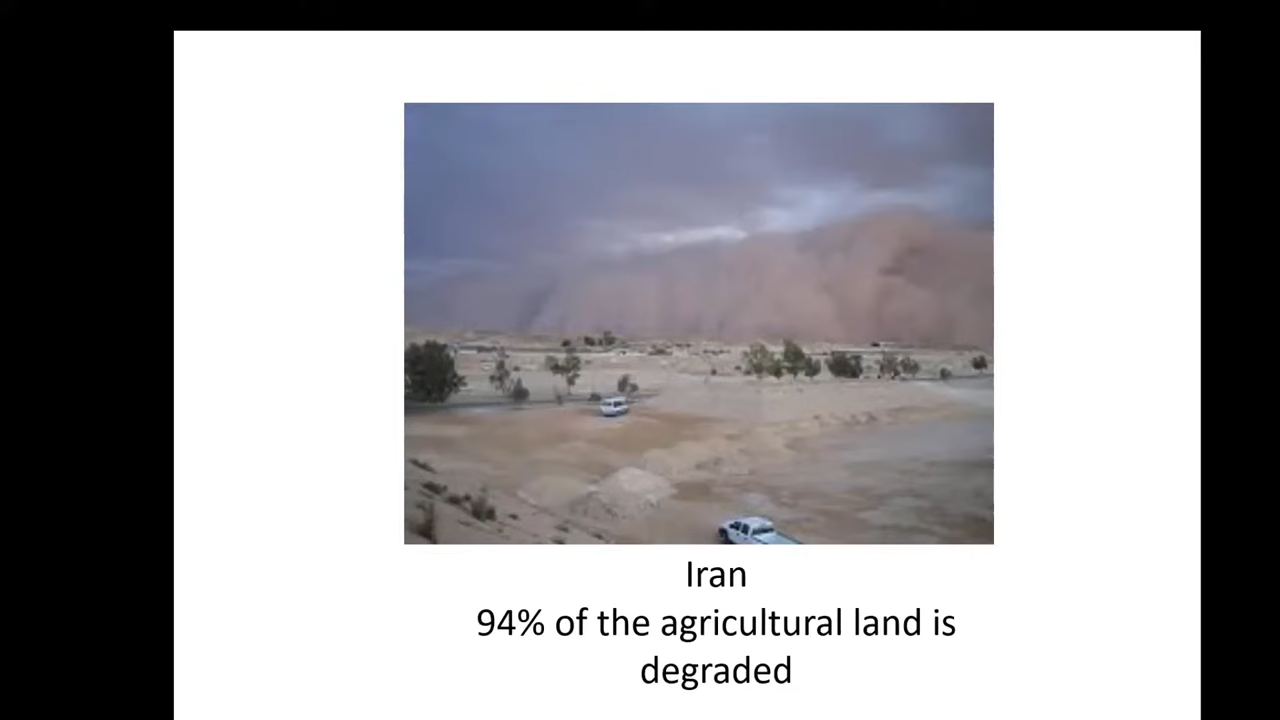 Iran
94% of the agricultural land is
degraded